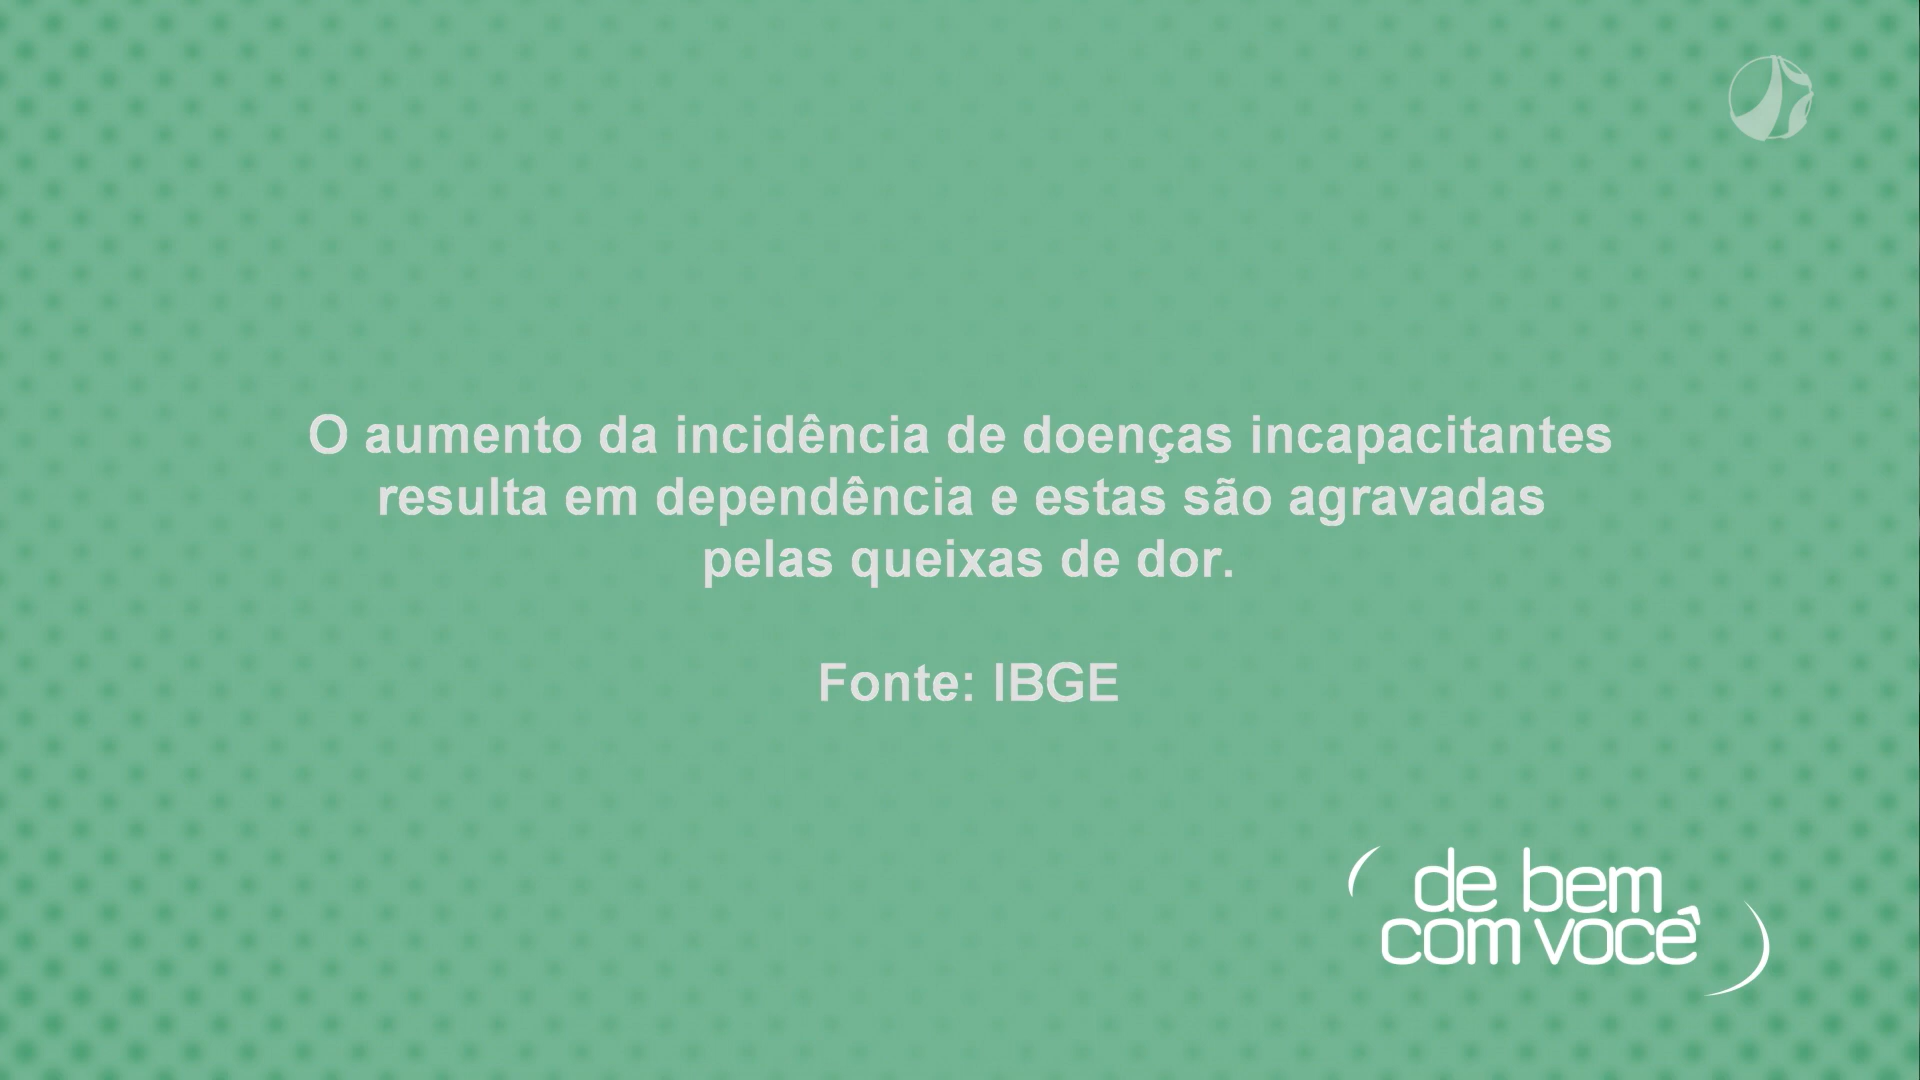 O aumento da incidência de doenças incapacitantes
resulta em dependência e estas são agravadas
pelas queixas de dor.
Fonte: IBGE
de bem
com você